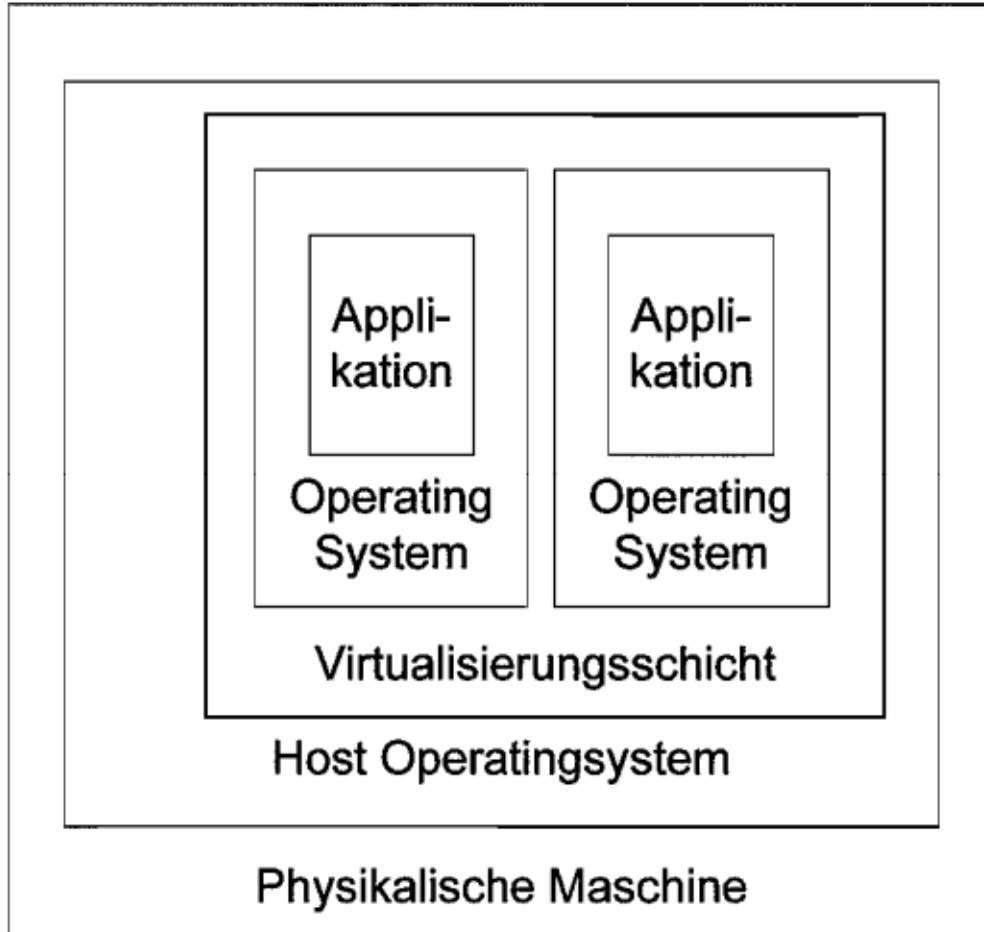 Appli-
kation
Appli-
kation
Operating
System
Operating
System
Virtualisierungsschicht
Host Operatingsystem
Physikalische Maschine